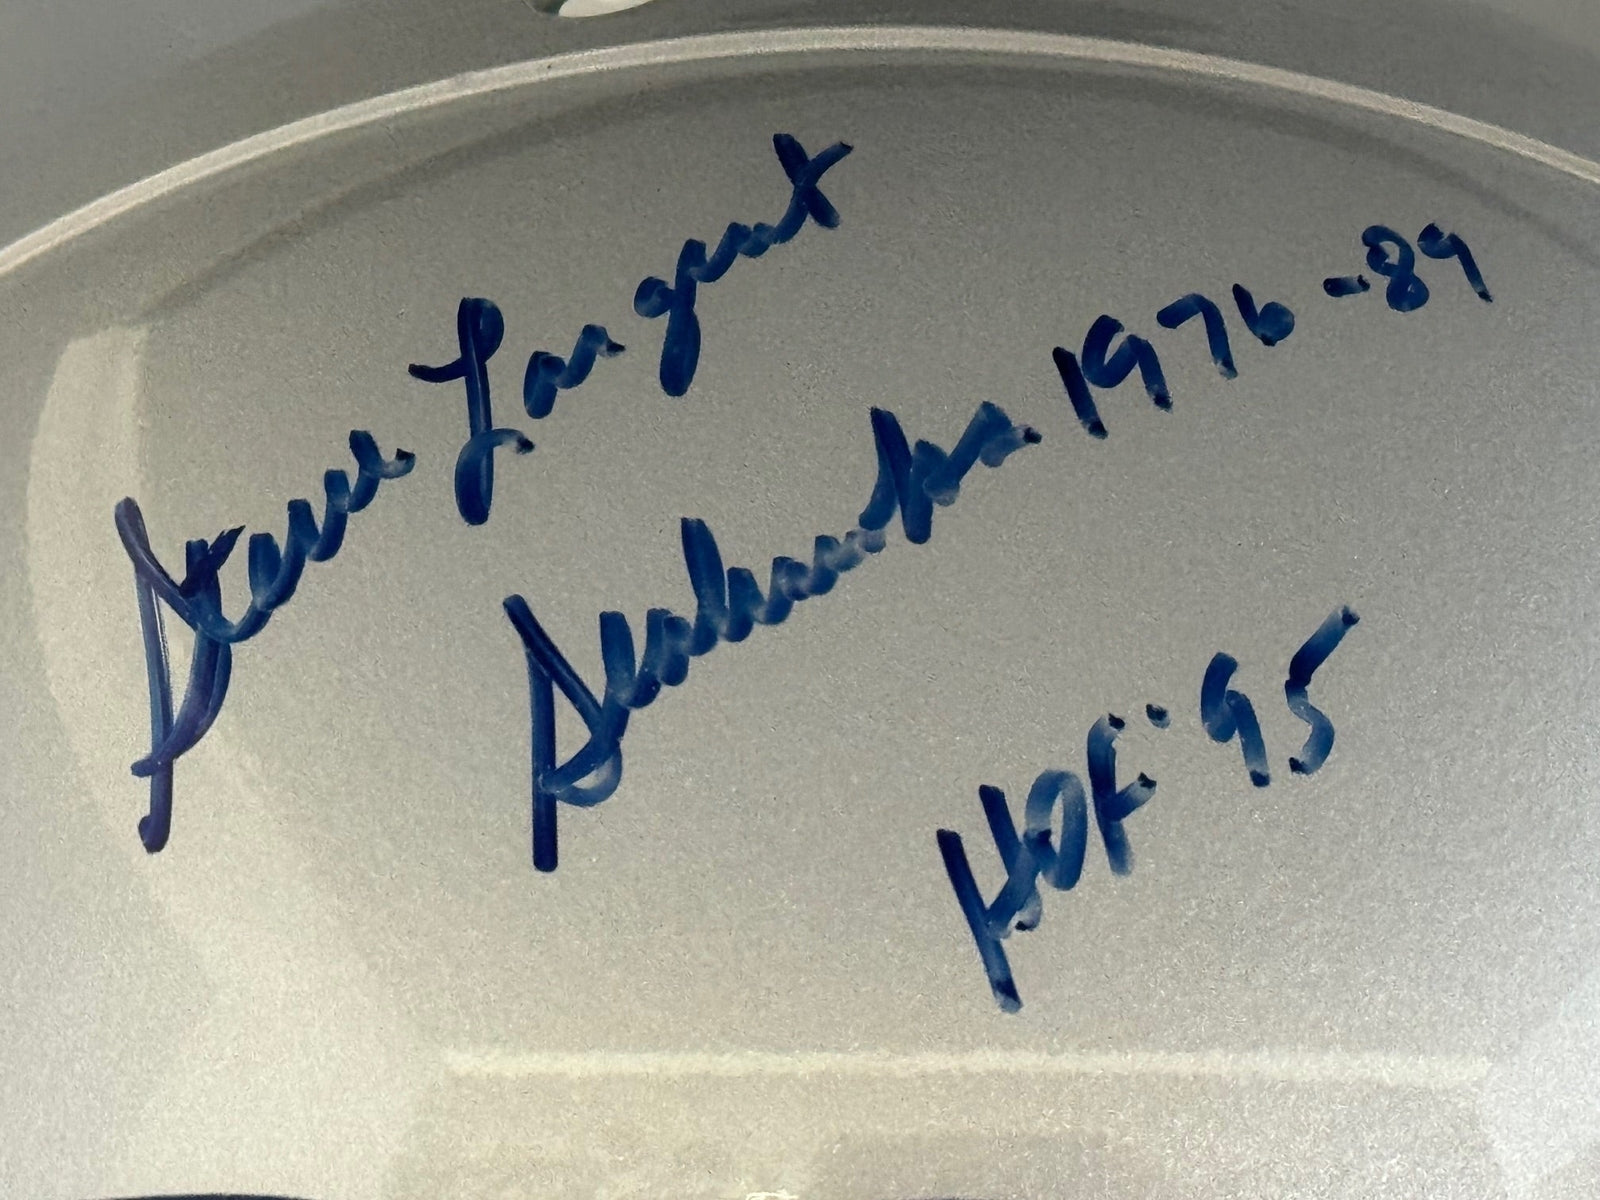 Steve Largent
Seahawks 1976-89
HOF '95